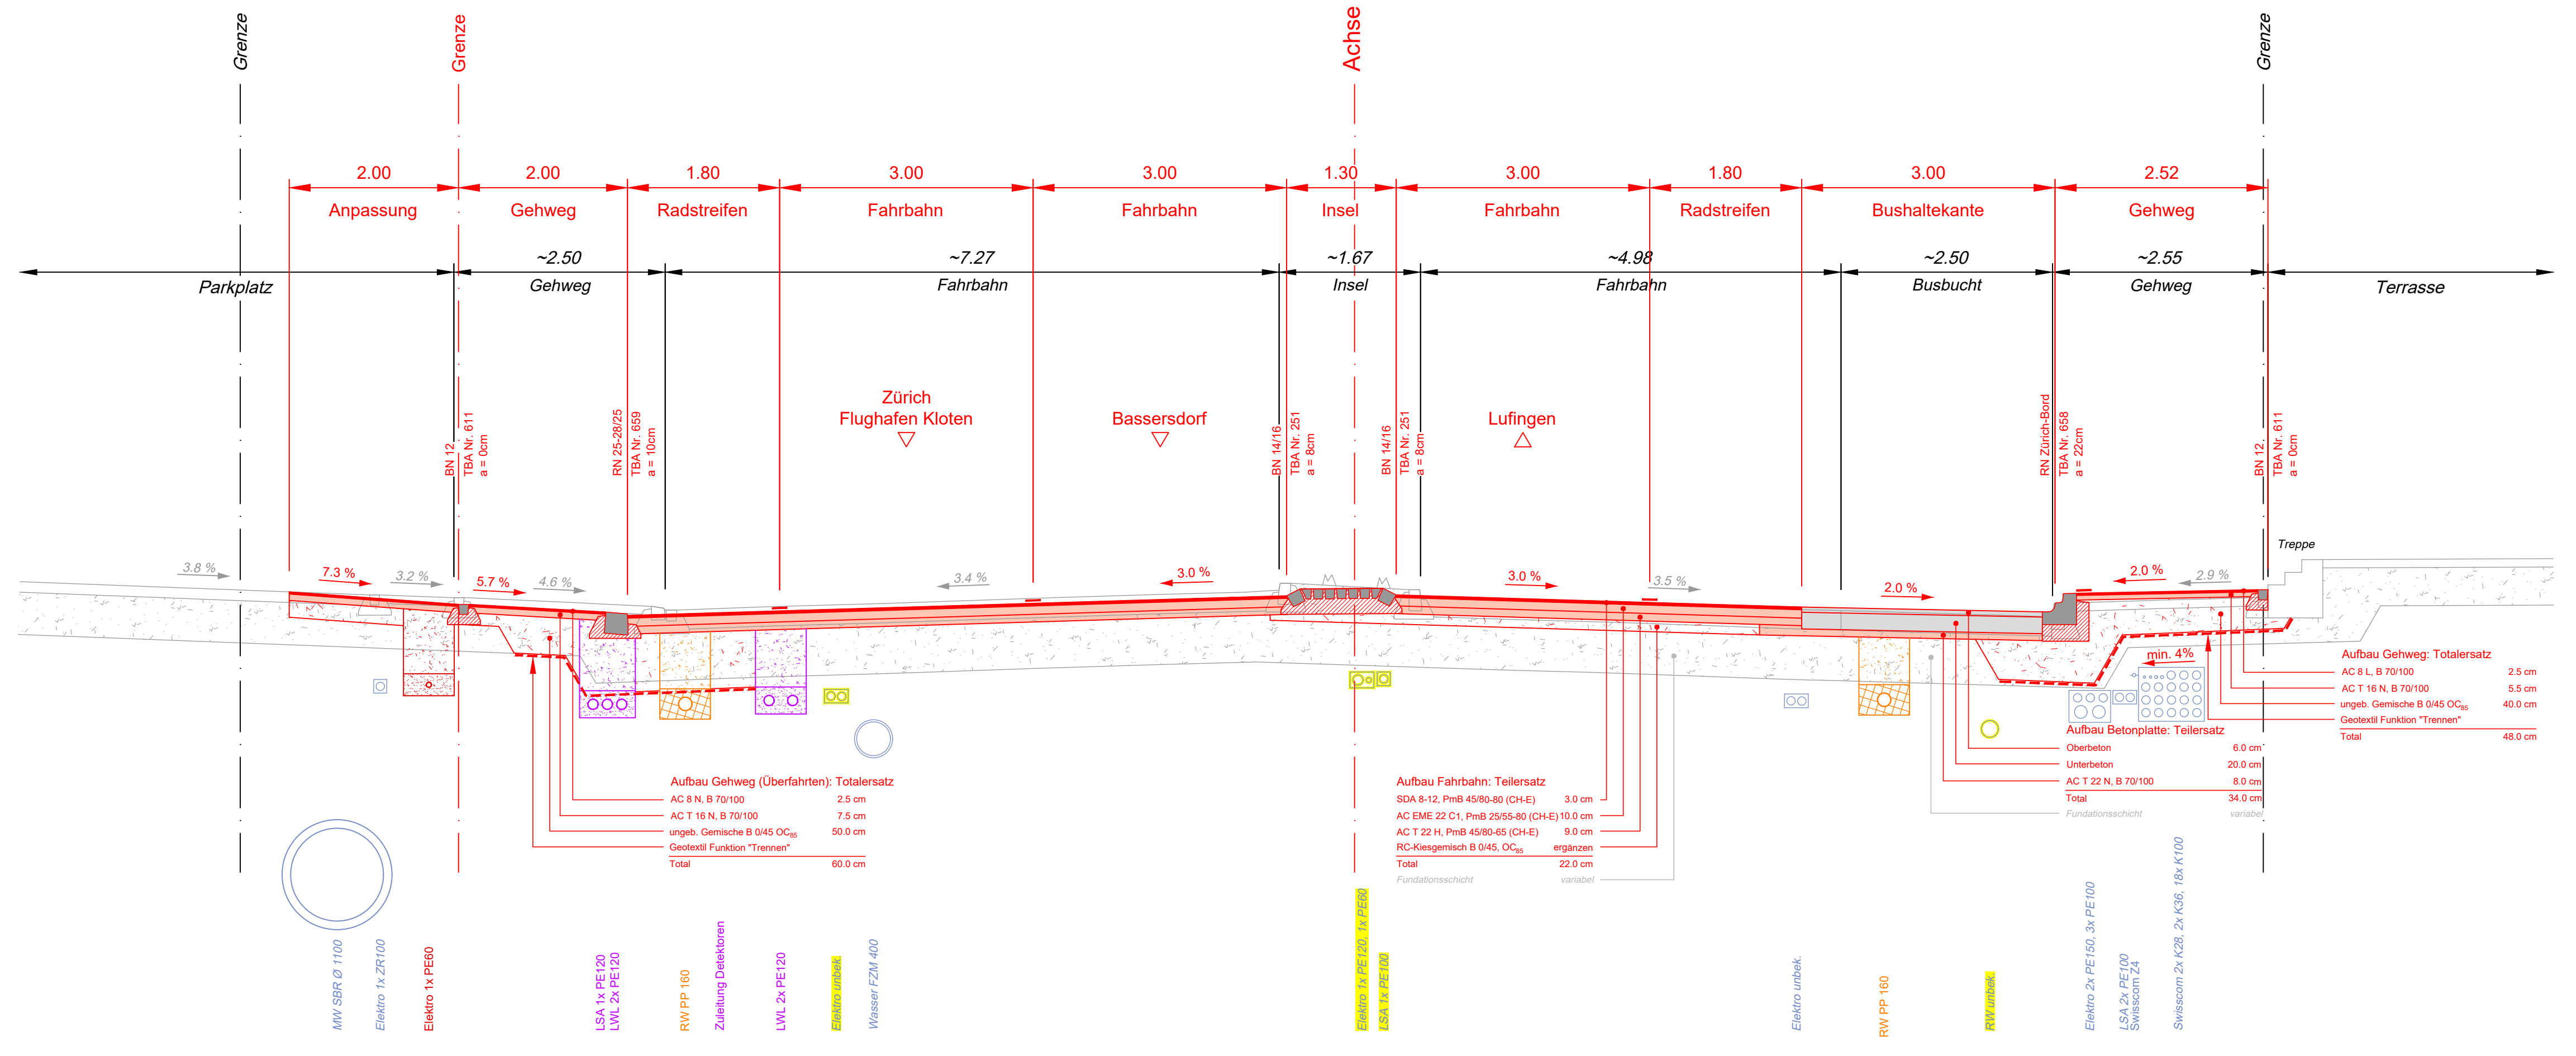 Grenze
Grenze
Achse
Grenze
2.00
2.00
1.80
3.00
3.00
1.30
3.00
1.80
3.00
2.52
Anpassung
Gehweg
Radstreifen
Fahrbahn
Fahrbahn
Insel
Fahrbahn
Radstreifen
Bushaltekante
Gehweg
~2.50
~7.27
~1.67
~4.98
~2.50
~2.55
Parkplatz
Gehweg
Fahrbahn
Insel
Fahrbahn
Busbucht
Gehweg
Terrasse
Zürich
Flughafen Kloten
Bassersdorf
Lufingen
BN 12
TBA Nr. 611
a = 0cm
RN 25-28/25
TBA Nr. 659
a = 10cm
BN 14/16
TBA Nr. 251
a = 8cm
BN 14/16
TBA Nr. 251
a = 8cm
RN Zürich-Bord
TBA Nr. 658
a = 22cm
BN 12
TBA Nr. 611
a = 0cm
Treppe
3.8 %
7.3 %
3.2 %
5.7 %
4.6 %
3.4 %
3.0 %
3.0 %
3.5 %
2.0 %
2.0 %
2.9 %
min. 4%
Aufbau Gehweg: Totalersatz
AC 8 L, B 70/100 2.5 cm
AC T 16 N, B 70/100 5.5 cm
ungeb. Gemische B 0/45 OC85 40.0 cm
Geotextil Funktion "Trennen"
Total 48.0 cm
Aufbau Betonplatte: Teilersatz
Oberbeton 6.0 cm
Unterbeton 20.0 cm
AC T 22 N, B 70/100 8.0 cm
Total 34.0 cm
Fundationsschicht variabel
Aufbau Gehweg (Überfahrten): Totalersatz
AC 8 N, B 70/100 2.5 cm
AC T 16 N, B 70/100 7.5 cm
ungeb. Gemische B 0/45 OC85 50.0 cm
Geotextil Funktion "Trennen"
Total 60.0 cm
Aufbau Fahrbahn: Teilersatz
SDA 8-12, PmB 45/80-80 (CH-E) 3.0 cm
AC EME 22 C1, PmB 25/55-80 (CH-E) 10.0 cm
AC T 22 H, PmB 45/80-65 (CH-E) 9.0 cm
RC-Kiesgemisch B 0/45, OC85 ergänzen
Total 22.0 cm
Fundationsschicht variabel
MW SBR Ø 1100
Elektro 1x ZR100
Elektro 1x PE60
LSA 1x PE120
LWL 2x PE120
RW PP 160
Zuleitung Detektoren
LWL 2x PE120
Elektro unbek.
Wasser FZM 400
Elektro 1x PE120, 1x PE60
LSA 1x PE100
Elektro unbek.
RW PP 160
RW unbek.
Elektro 2x PE150, 3x PE100
LSA 2x PE100
Swisscom Z4
Swisscom 2x K28, 2x K36, 18x K100